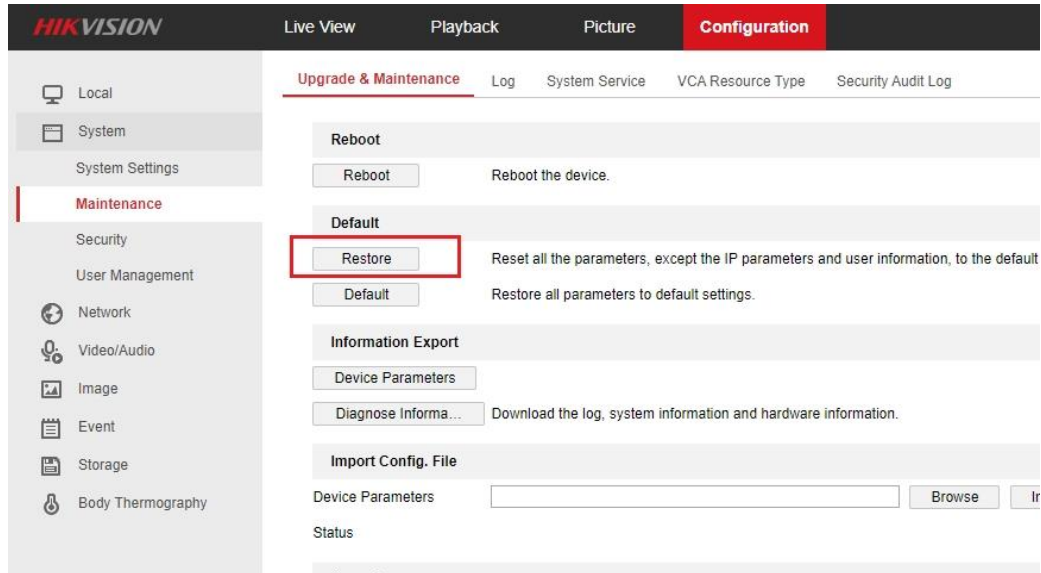 HIKVISION
Live View Playback Picture Configuration
Local
System
System Settings
Maintenance
Security
User Management
Network
Video/Audio
Image
Event
Storage
Body Thermography
Upgrade & Maintenance Log System Service VCA Resource Type Security Audit Log
Reboot
Reboot Reboot the device.
Default
Restore Reset all the parameters, except the IP parameters and user information, to the default
Default Restore all parameters to default settings.
Information Export
Device Parameters
Diagnose Informa... Download the log, system information and hardware information.
Import Config. File
Device Parameters Browse
Status